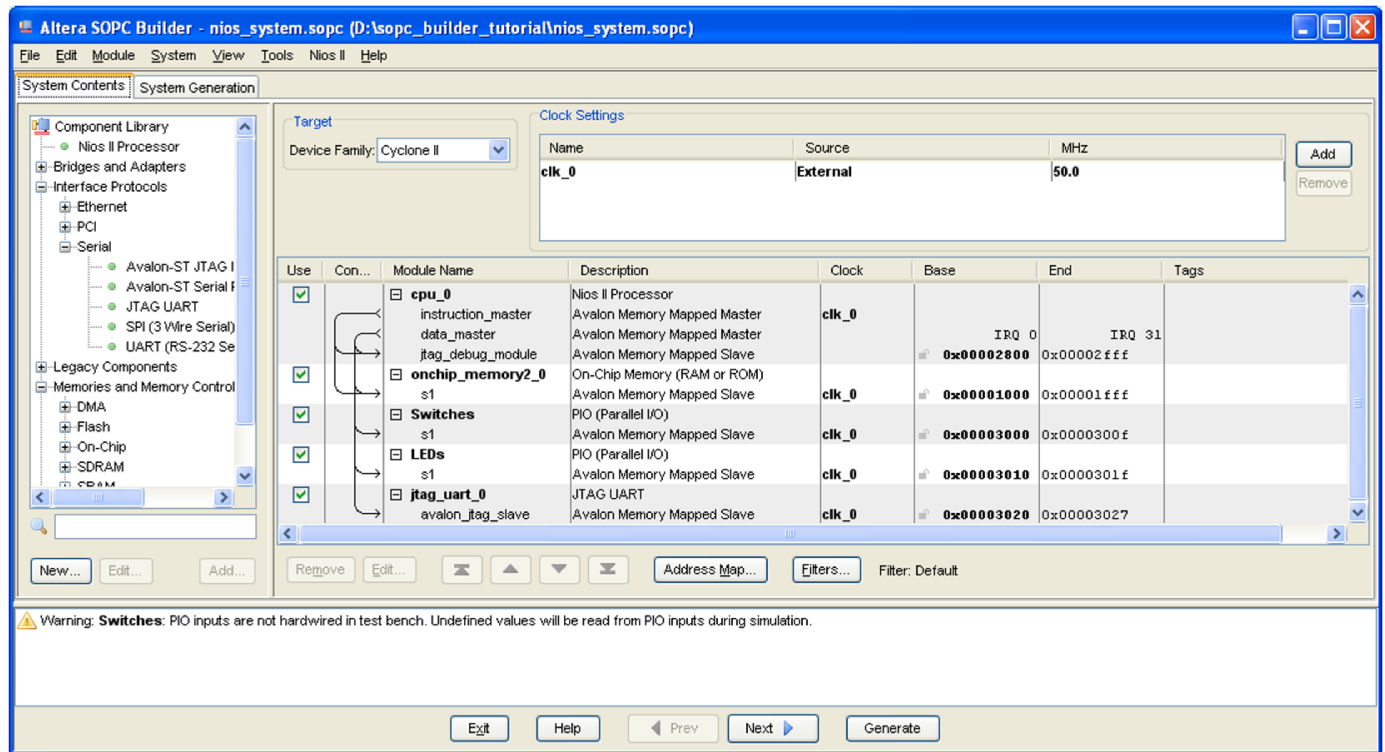 Altera SOPC Builder - nios_system.sopc (D:\sopc_builder_tutorial\nios_system.sopc)
File Edit Module System View Tools Nios II Help
System Contents System Generation
Component Library
Nios II Processor
Bridges and Adapters
Interface Protocols
Ethernet
PCI
Serial
Avalon-ST JTAG
Avalon-ST Serial
JTAG UART
SPI (3 Wire Serial)
UART (RS-232 Se
Legacy Components
Memories and Memory Control
DMA
Flash
On-Chip
SDRAM
New... Edit... Add...
Target
Device Family: Cyclone II
Clock Settings
Name Source MHz
clk_0 External 50.0
Add
Remove
Use Con... Module Name Description Clock Base End Tags
cpu_0 Nios II Processor
instruction_master Avalon Memory Mapped Master clk_0
data_master Avalon Memory Mapped Master IRQ 0 IRQ 31
jtag_debug_module Avalon Memory Mapped Slave 0x00002800 0x00002fff
onchip_memory2_0 On-Chip Memory (RAM or ROM)
s1 Avalon Memory Mapped Slave clk_0 0x00001000 0x00001fff
Switches PIO (Parallel I/O)
s1 Avalon Memory Mapped Slave clk_0 0x00003000 0x0000300f
LEDs PIO (Parallel I/O)
s1 Avalon Memory Mapped Slave clk_0 0x00003010 0x0000301f
jtag_uart_0 JTAG UART
avalon_jtag_slave Avalon Memory Mapped Slave clk_0 0x00003020 0x00003027
Remove Edit... Address Map... Filters... Filter: Default
Warning: Switches: PIO inputs are not hardwired in test bench. Undefined values will be read from PIO inputs during simulation.
Exit Help Prev Next Generate